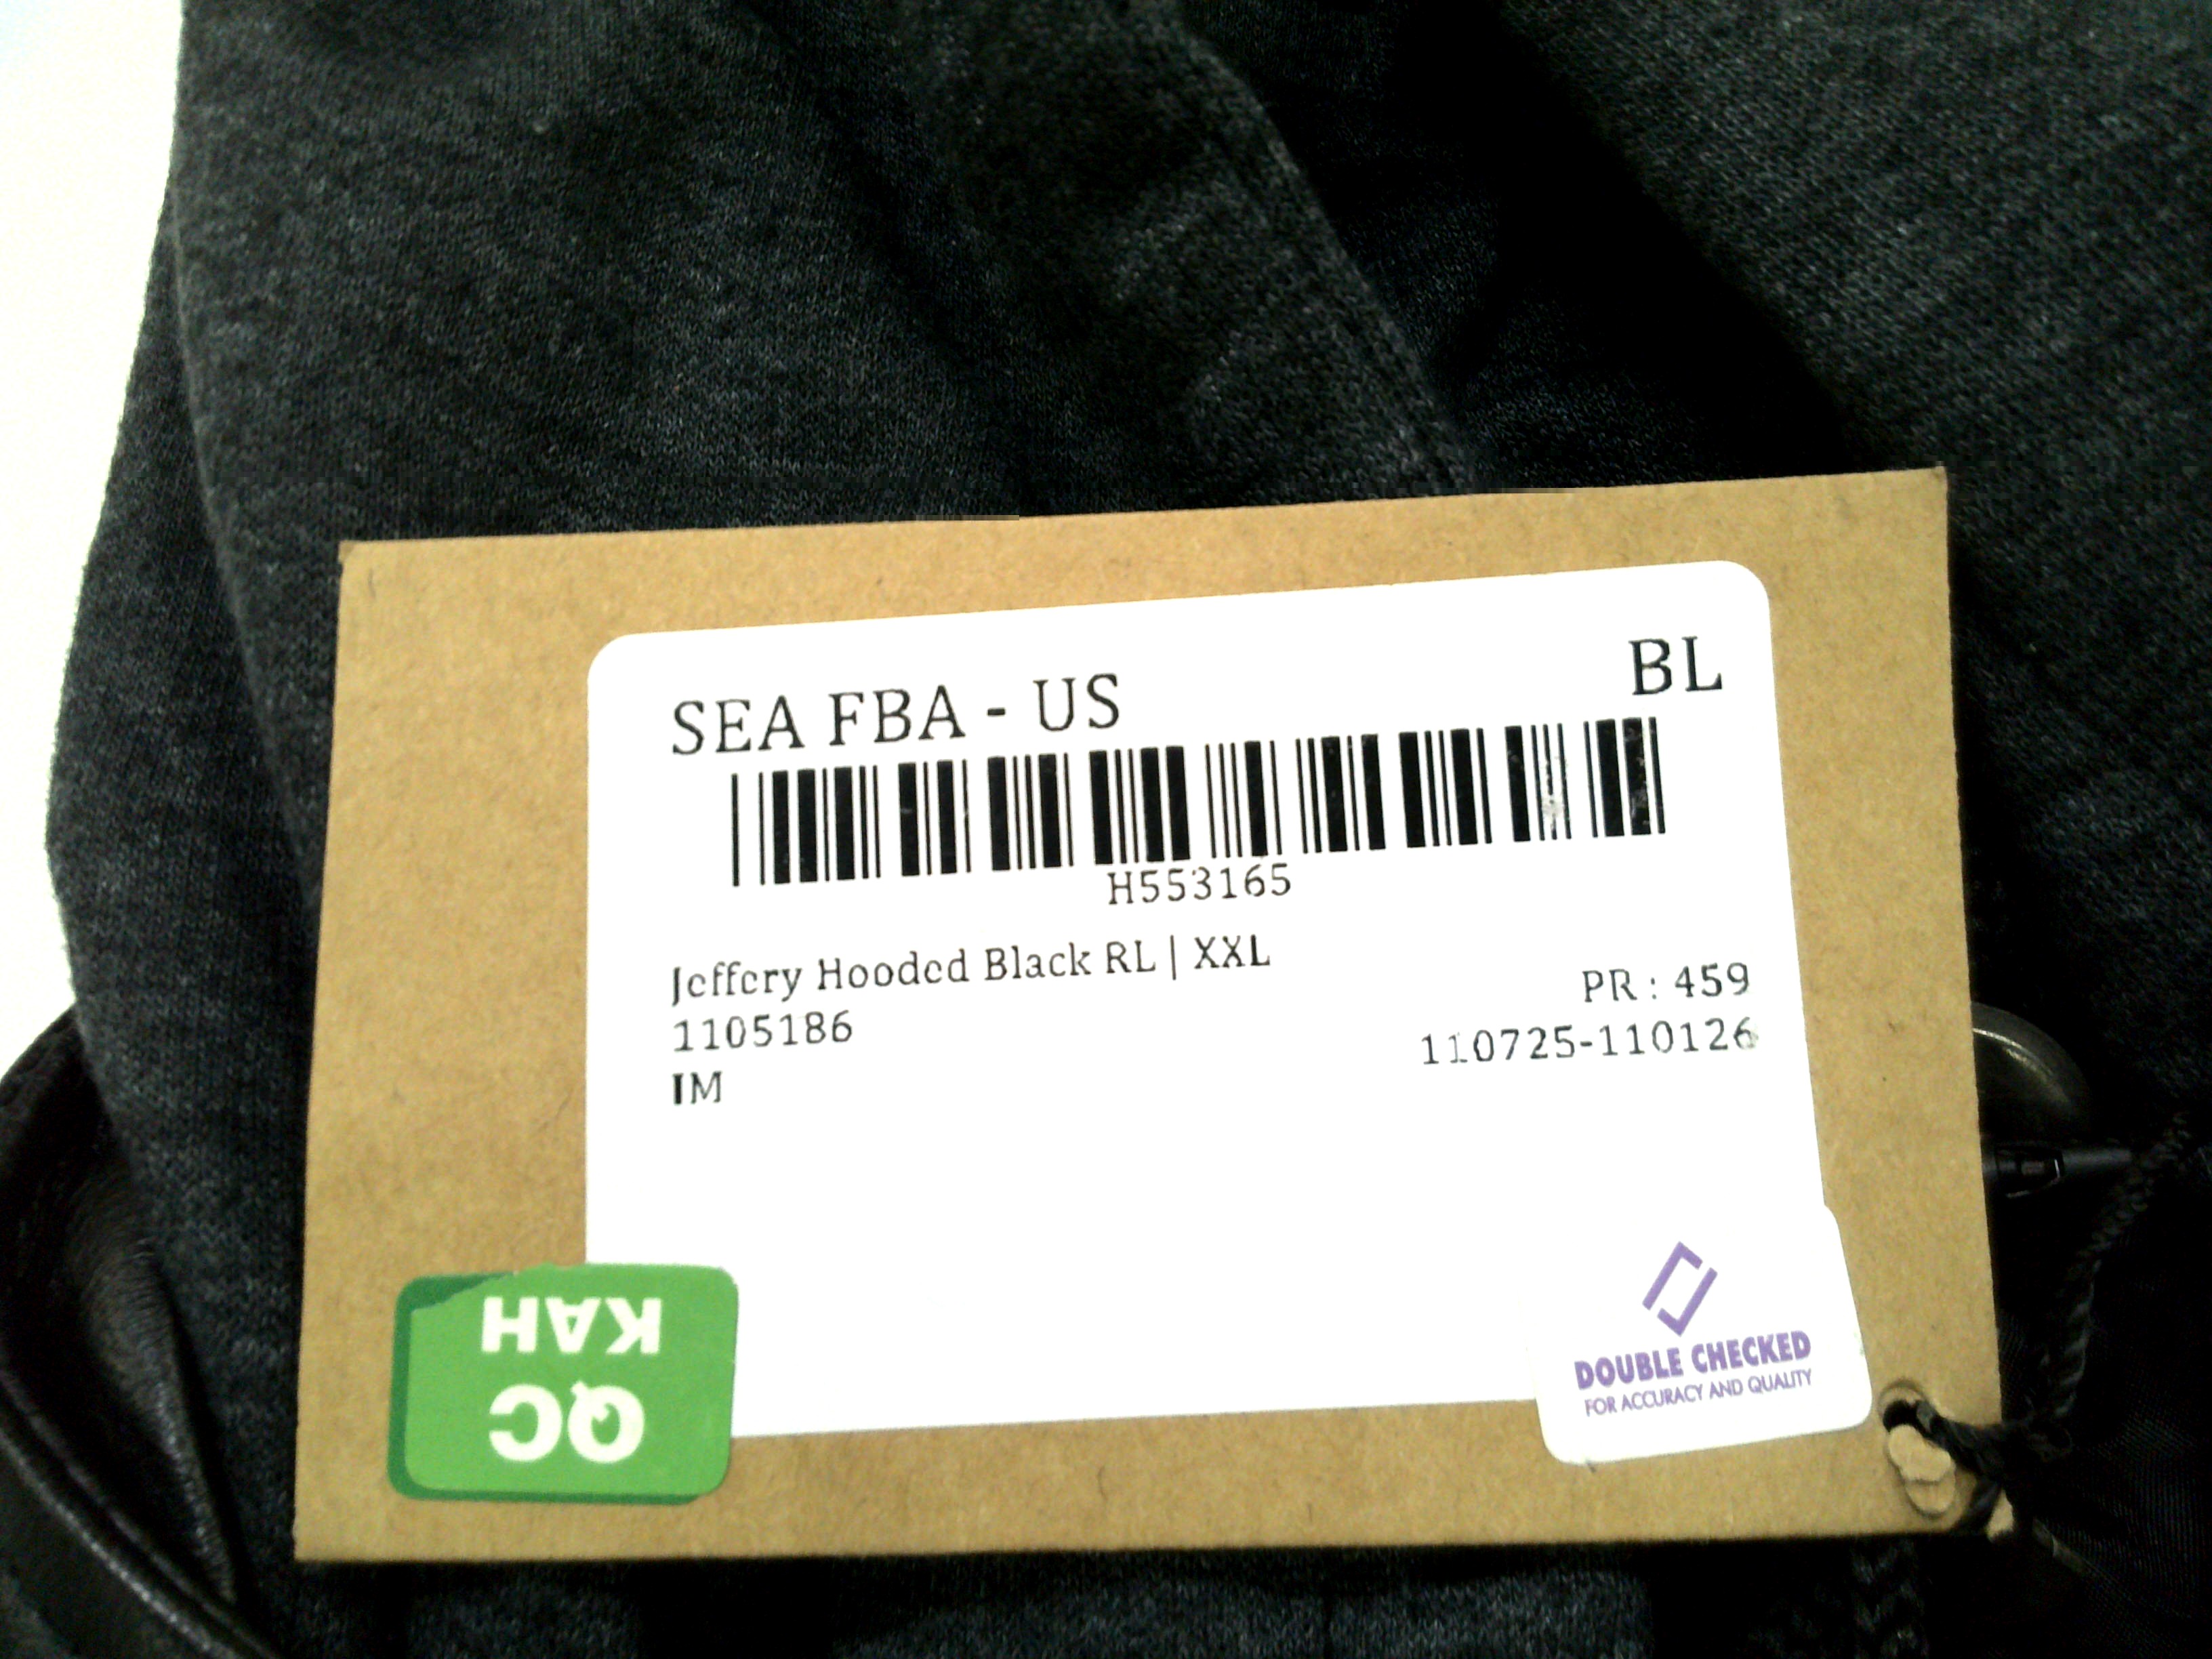 SEA FBA - US
BL
H553165
Jeffery Hooded Black RL | XXL
1105186
IM
PR : 459
110725-110126
QC
KAH
DOUBLE CHECKED
FOR ACCURACY AND QUALITY